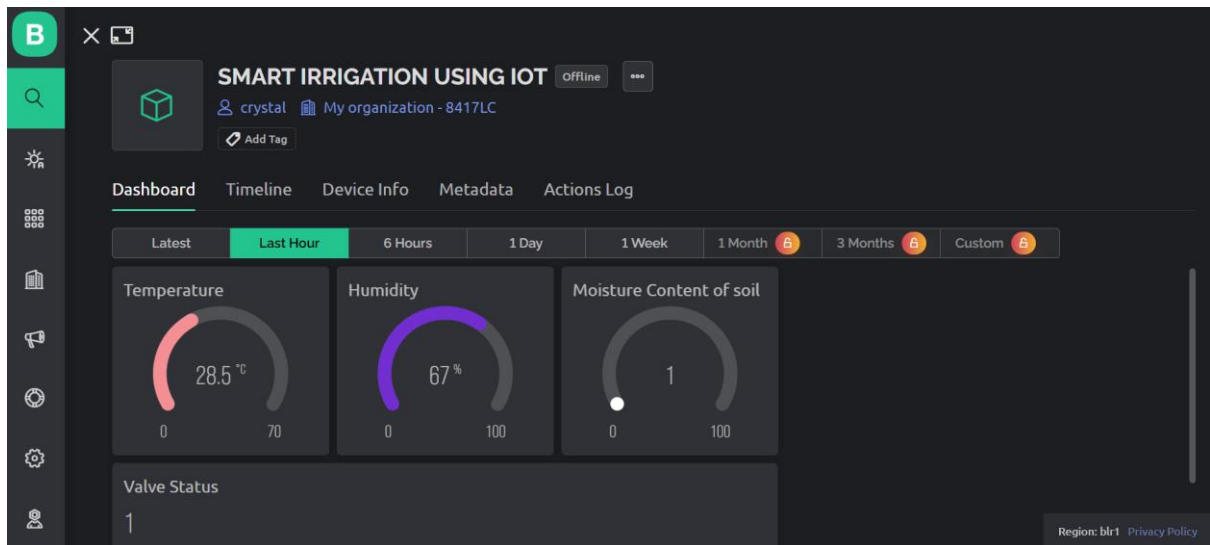 B
SMART IRRIGATION USING IOT Offline
crystal My organization - 8417LC
Add Tag
Dashboard Timeline Device Info Metadata Actions Log
Latest Last Hour 6 Hours 1 Day 1 Week 1 Month 3 Months Custom
Temperature Humidity Moisture Content of soil
28.5 °C 67 % 1
0 70 0 100 0 100
Valve Status
1
Region: blr1 Privacy Policy